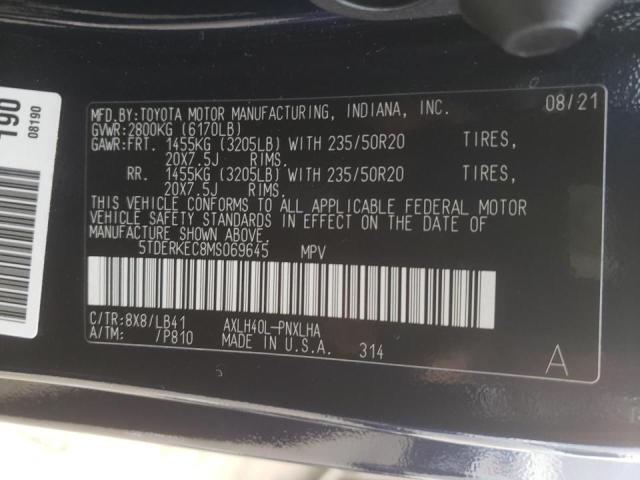 MFD.BY:TOYOTA MOTOR MANUFACTURING, INDIANA, INC. 08/21
GVWR:2800KG (6170LB)
GAWR:FRT. 1455KG (3205LB) WITH 235/50R20 TIRES,
20X7.5J RIMS.
RR. 1455KG (3205LB) WITH 235/50R20 TIRES,
20X7.5J RIMS.
THIS VEHICLE CONFORMS TO ALL APPLICABLE FEDERAL MOTOR
VEHICLE SAFETY STANDARDS IN EFFECT ON THE DATE OF
MANUFACTURE SHOWN ABOVE.
5TDERKEC8MS069645 MPV
C/TR:8X8/LB41 AXLH40L-PNXLHA
A/TM: /P810 MADE IN U.S.A. 314
A
190
08190